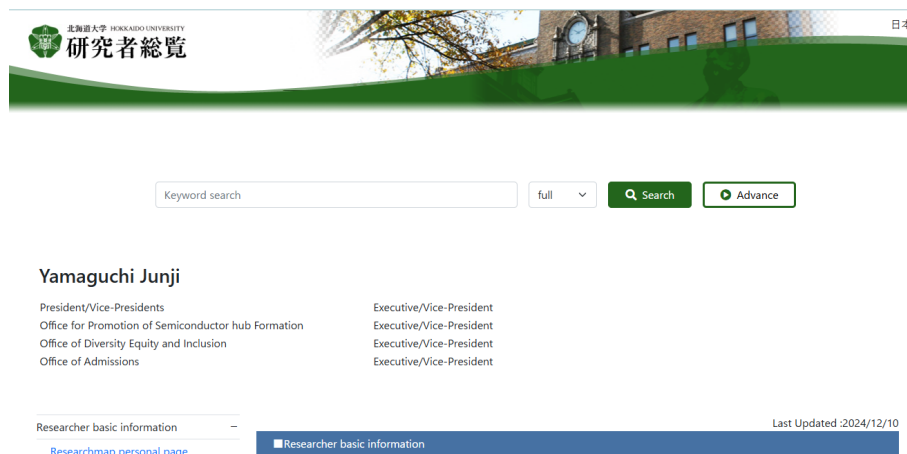 北海道大学 HOKKAIDO UNIVERSITY
研究者総覧
日本
Keyword search
full
Search
Advance
Yamaguchi Junji
President/Vice-Presidents Executive/Vice-President
Office for Promotion of Semiconductor hub Formation Executive/Vice-President
Office of Diversity Equity and Inclusion Executive/Vice-President
Office of Admissions Executive/Vice-President
Last Updated :2024/12/10
Researcher basic information −
Researcher basic information
Researchmap personal page